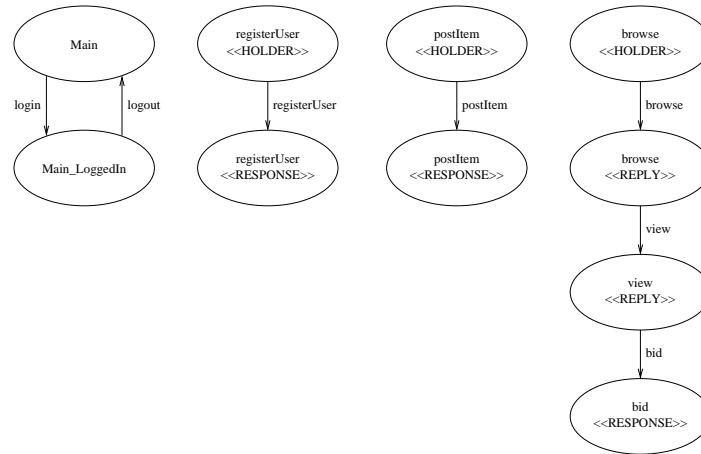 Main
login
logout
Main_LoggedIn
registerUser
<<HOLDER>>
registerUser
registerUser
<<RESPONSE>>
postItem
<<HOLDER>>
postItem
postItem
<<RESPONSE>>
browse
<<HOLDER>>
browse
browse
<<REPLY>>
view
view
<<REPLY>>
bid
bid
<<RESPONSE>>